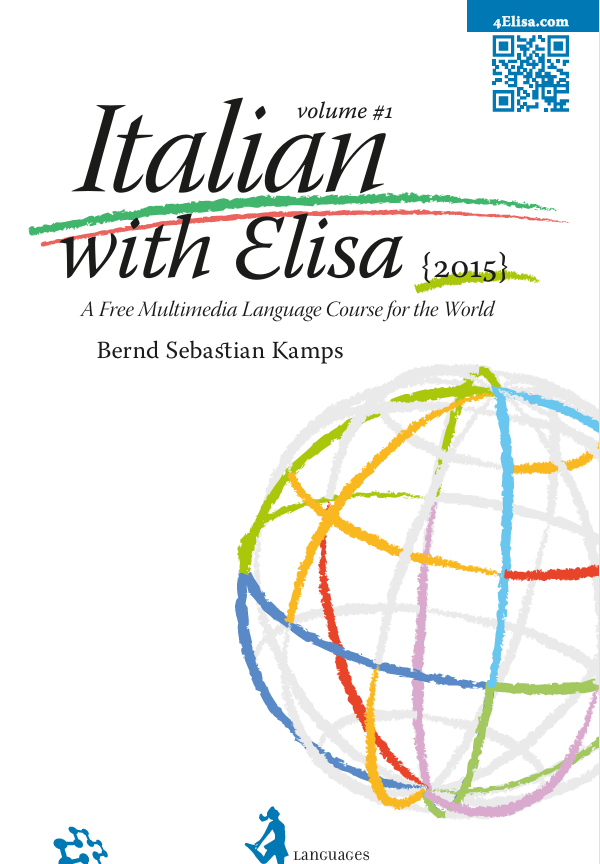 4Elisa.com
volume #1
Italian
with Elisa {2015}
A Free Multimedia Language Course for the World
Bernd Sebastian Kamps
LANGUAGES